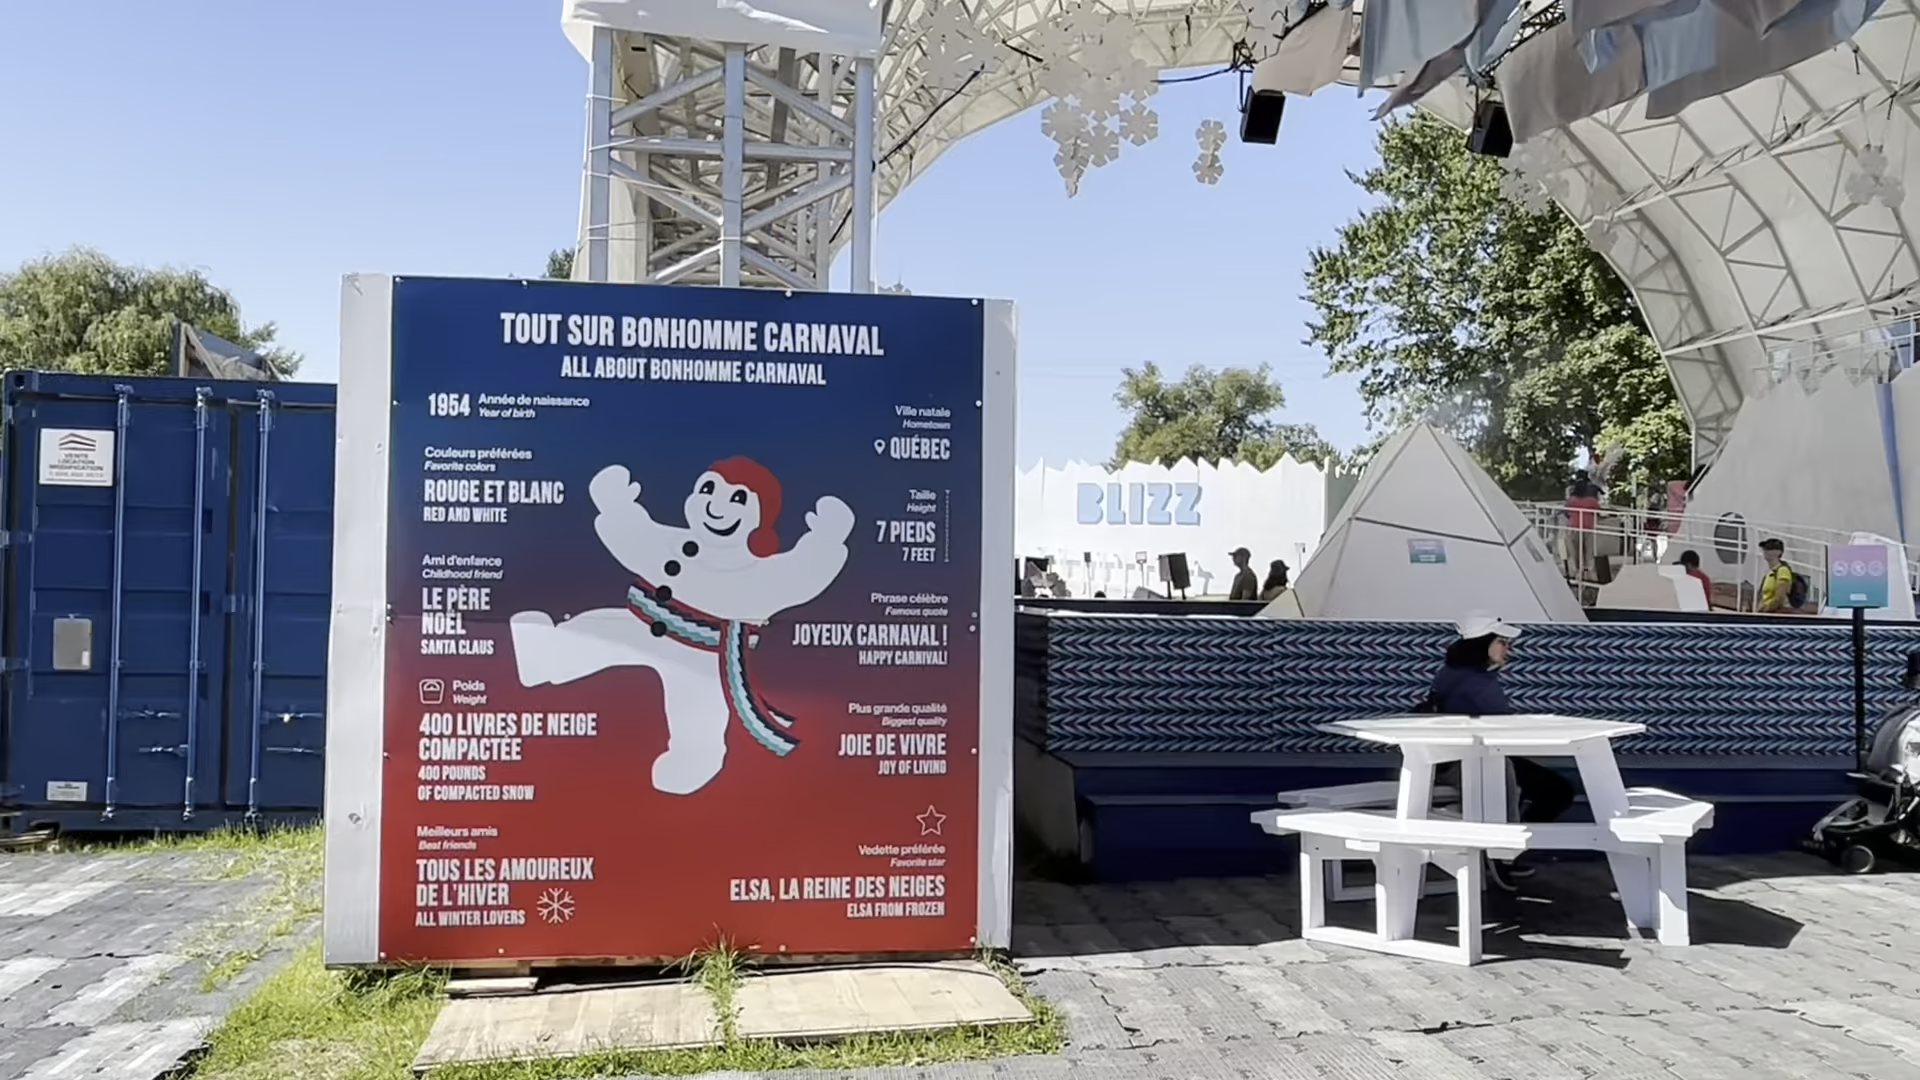 TOUT SUR BONHOMME CARNAVAL
ALL ABOUT BONHOMME CARNAVAL
1954 Année de naissance
Year of birth
Couleurs préférées
Favorite colors
ROUGE ET BLANC
RED AND WHITE
Ami d'enfance
Childhood friend
LE PÈRE
NOËL
SANTA CLAUS
Poids
Weight
400 LIVRES DE NEIGE
COMPACTÉE
400 POUNDS
OF COMPACTED SNOW
Meilleurs amis
Best friends
TOUS LES AMOUREUX
DE L'HIVER
ALL WINTER LOVERS
Ville natale
Hometown
QUÉBEC
Taille
Height
7 PIEDS
7 FEET
Phrase célèbre
Famous quote
JOYEUX CARNAVAL !
HAPPY CARNIVAL!
Plus grande qualité
Biggest quality
JOIE DE VIVRE
JOY OF LIVING
Vedette préférée
Favorite star
ELSA, LA REINE DES NEIGES
ELSA FROM FROZEN
BLIZZ
VENTE
LOCATION
MODIFICATION